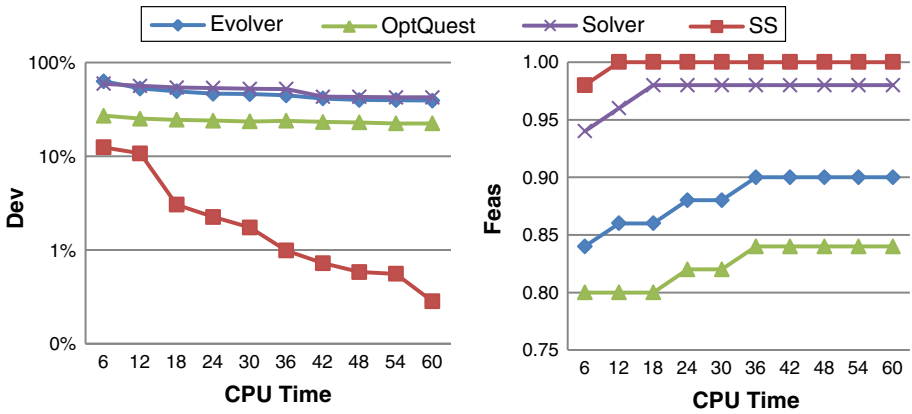 Evolver OptQuest Solver SS
100%
10%
1%
0%
Dev
6 12 18 24 30 36 42 48 54 60
CPU Time
1.00
0.95
0.90
0.85
0.80
0.75
Feas
6 12 18 24 30 36 42 48 54 60
CPU Time